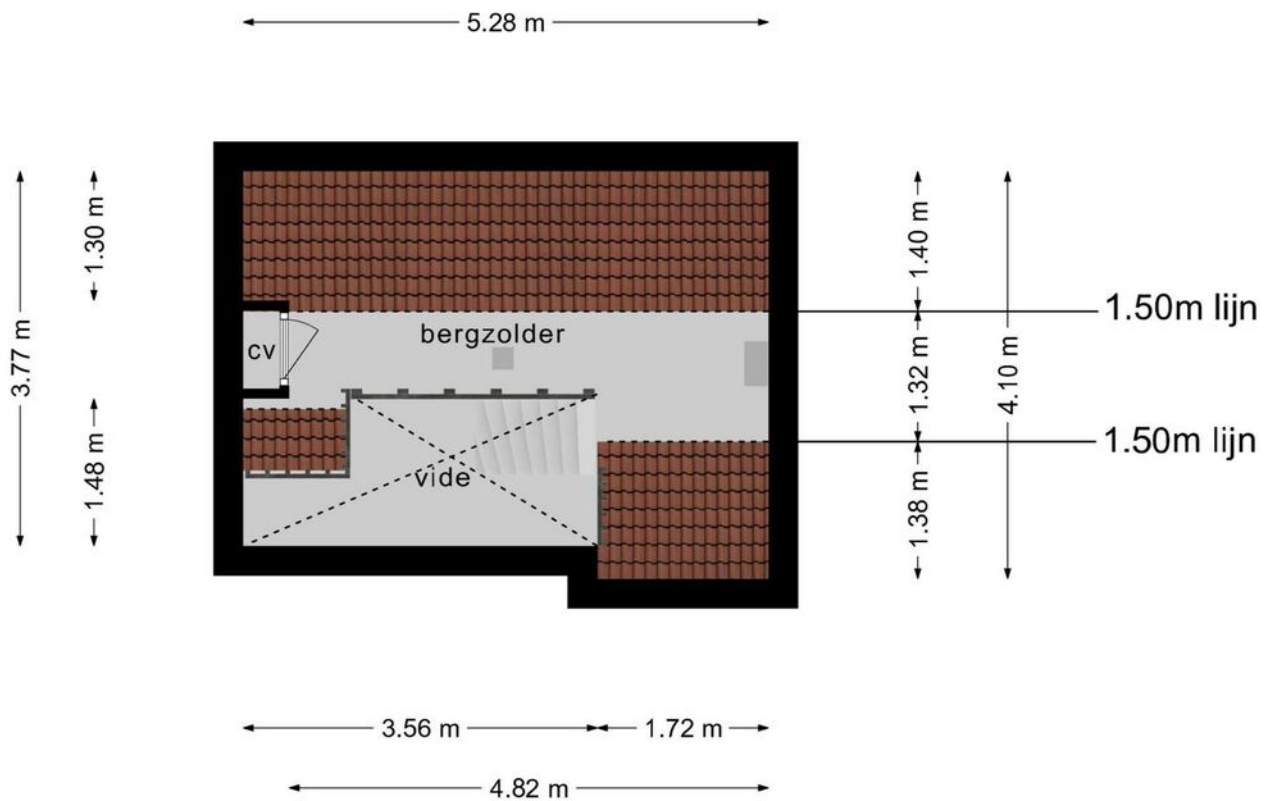 5.28 m
1.30 m
1.40 m
1.50m lijn
bergzolder
cv
3.77 m
1.32 m
4.10 m
1.50m lijn
vide
1.48 m
1.38 m
3.56 m
1.72 m
4.82 m